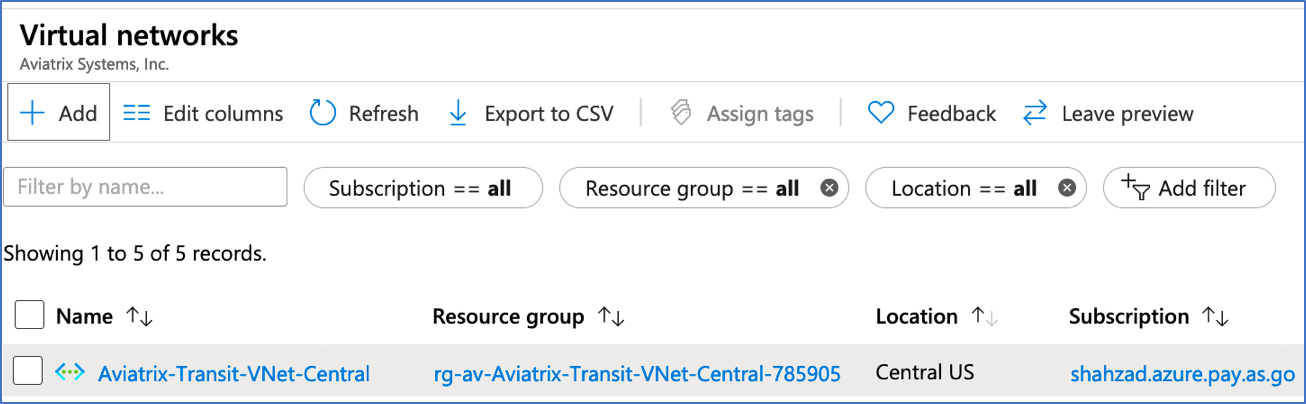 Virtual networks
Aviatrix Systems, Inc.
Add Edit columns Refresh Export to CSV Assign tags Feedback Leave preview
Filter by name... Subscription == all Resource group == all Location == all Add filter
Showing 1 to 5 of 5 records.
Name Resource group Location Subscription
Aviatrix-Transit-VNet-Central rg-av-Aviatrix-Transit-VNet-Central-785905 Central US shahzad.azure.pay.as.go